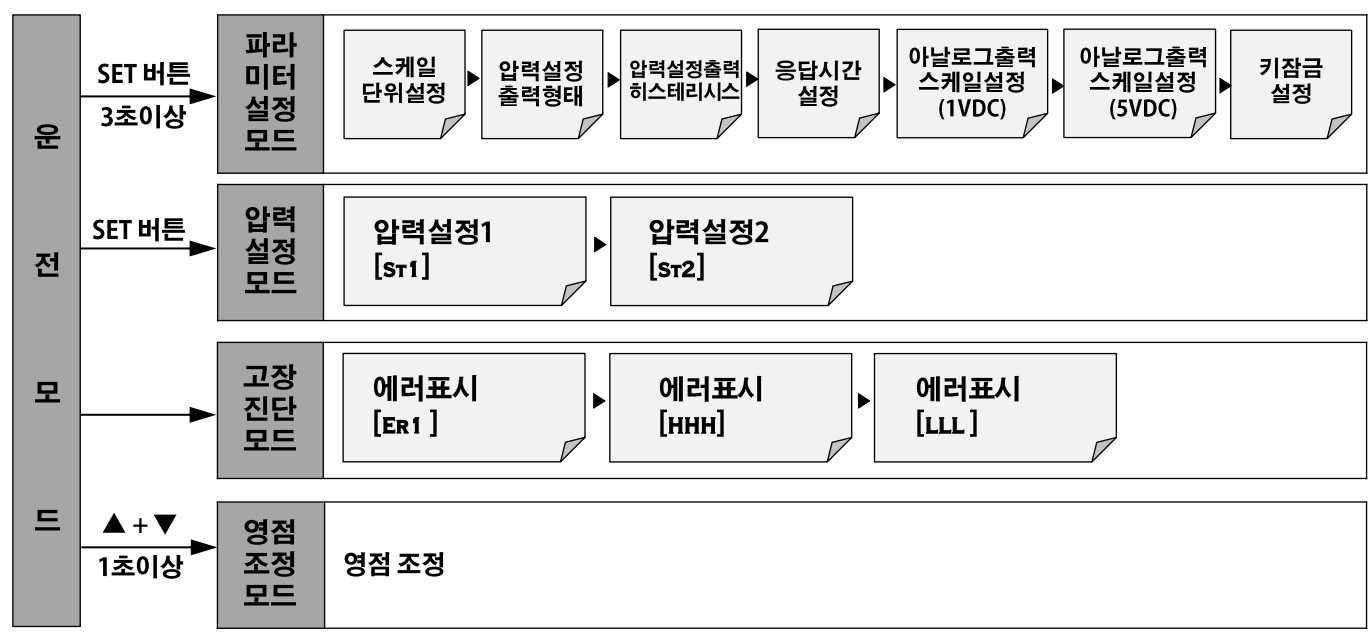 운
전
모
드
SET 버튼
3초이상
파라
미터
설정
모드
스케일
단위설정
압력설정
출력형태
압력설정출력
히스테리시스
응답시간
설정
아날로그출력
스케일설정
(1VDC)
아날로그출력
스케일설정
(5VDC)
키잠금
설정
SET 버튼
압력
설정
모드
압력설정1
[ST1]
압력설정2
[ST2]
고장
진단
모드
에러표시
[ER1 ]
에러표시
[HHH]
에러표시
[LLL ]
▲ + ▼
1초이상
영점
조정
모드
영점 조정